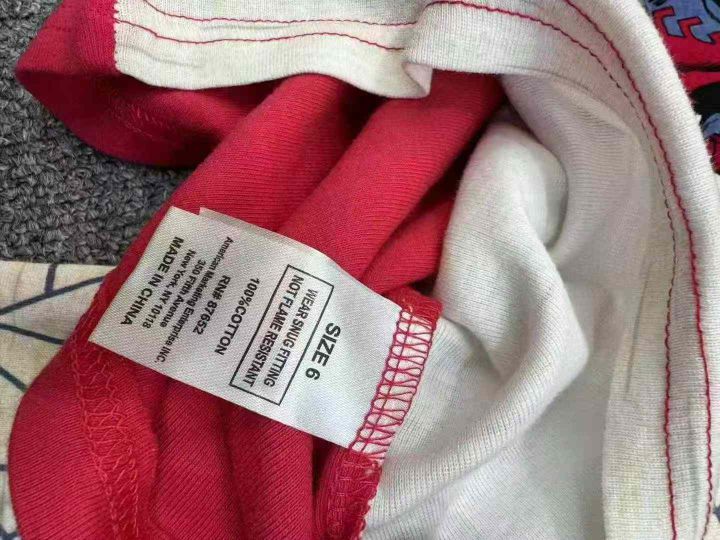 SIZE 6
WEAR SNUG FITTING
NOT FLAME RESISTANT
100%COTTON
RN# 87652
American Marketing Enterprise INC.
350 Fifth Avenue
New York, NY 10118
MADE IN CHINA